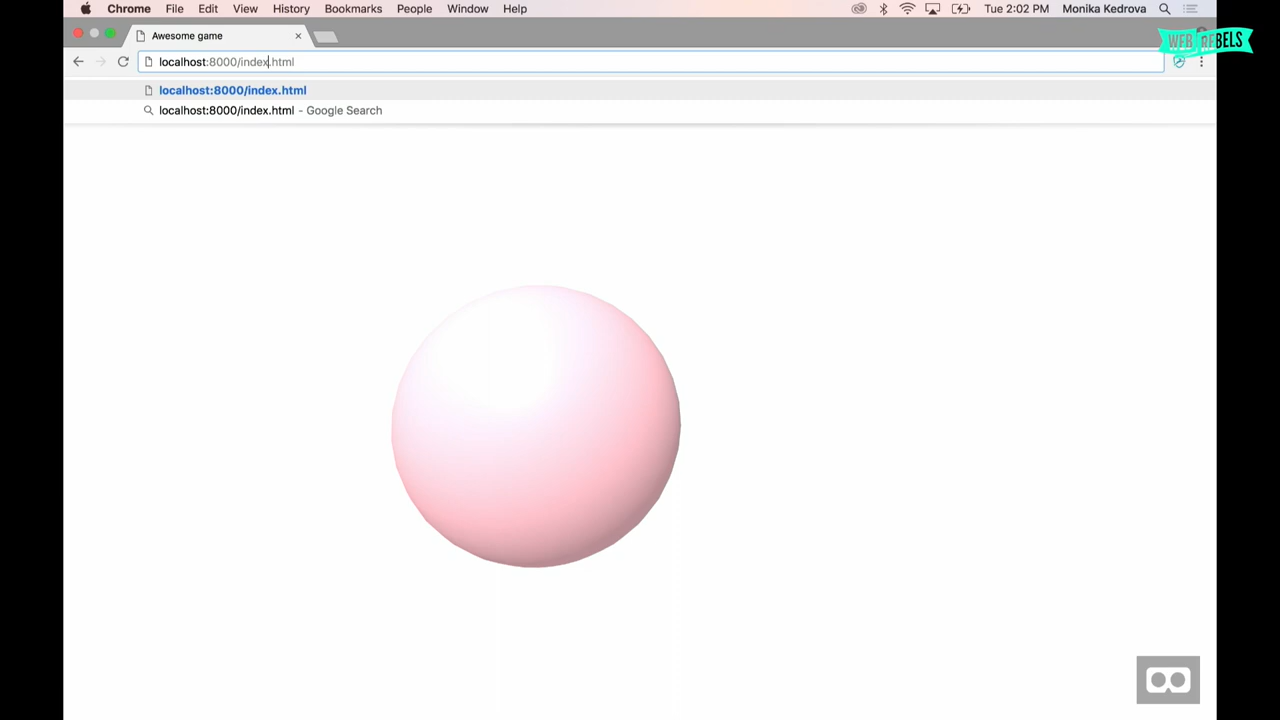 Chrome File Edit View History Bookmarks People Window Help Tue 2:02 PM Monika Kedrova
Awesome game
WEB REBELS
localhost:8000/index.html
localhost:8000/index.html
localhost:8000/index.html - Google Search